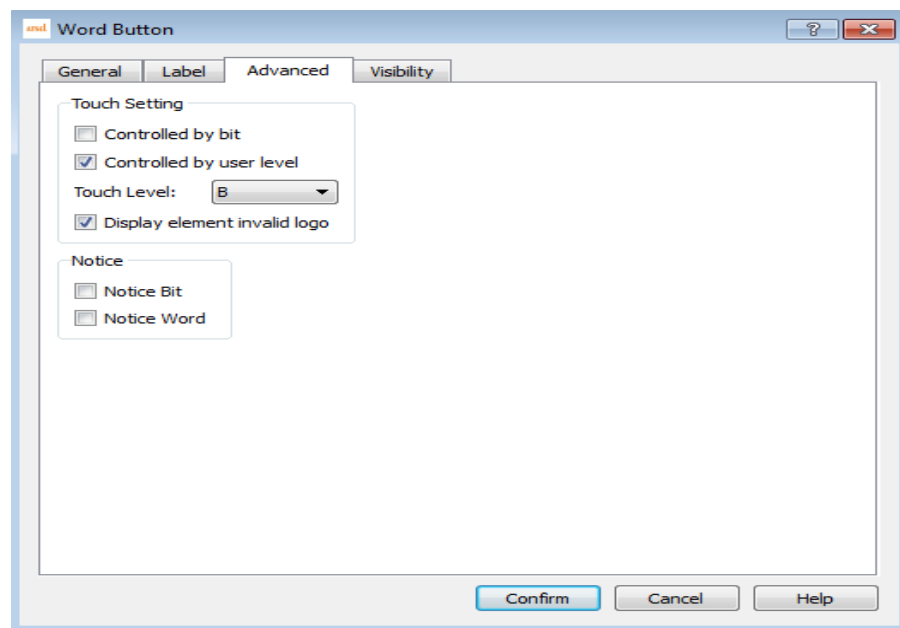 Word Button
General Label Advanced Visibility
Touch Setting
Controlled by bit
Controlled by user level
Touch Level: B
Display element invalid logo
Notice
Notice Bit
Notice Word
Confirm Cancel Help